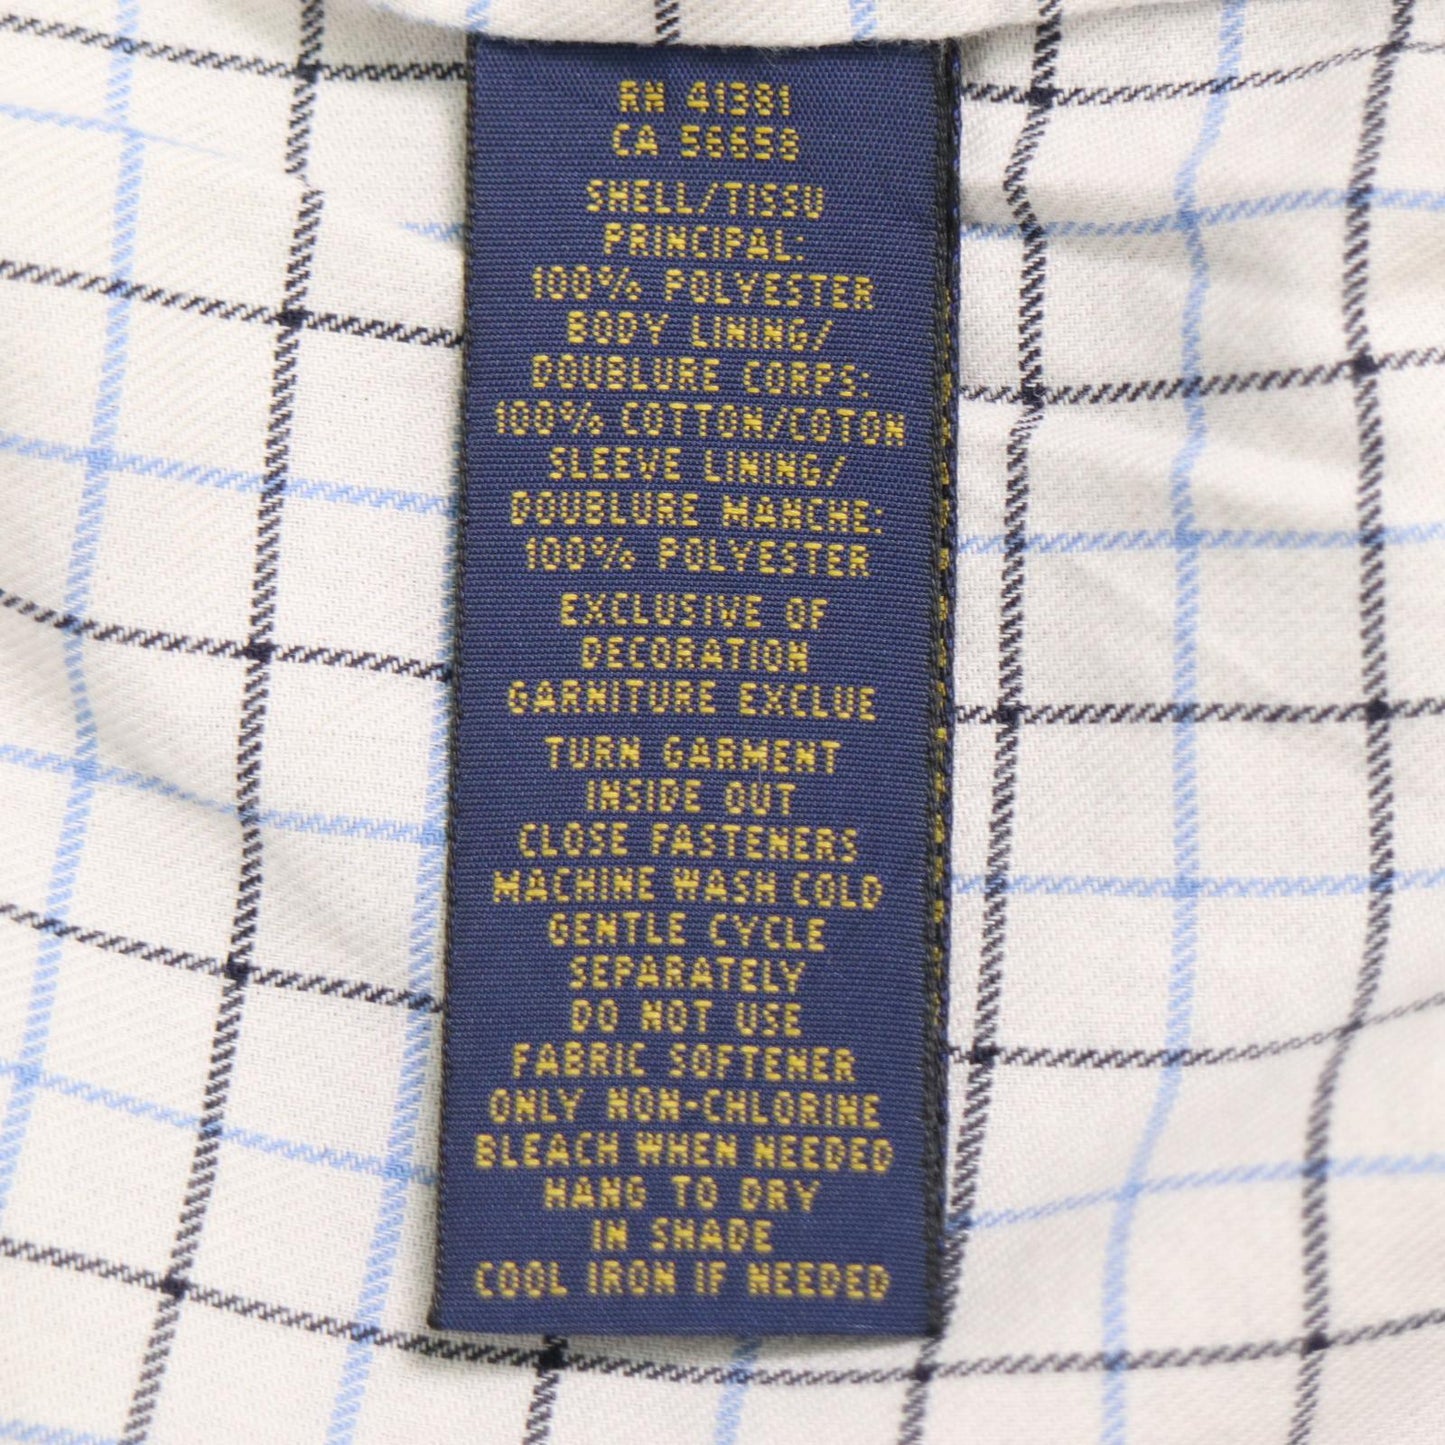 RN 41381
CA 56658
SHELL/TISSU
PRINCIPAL:
100% POLYESTER
BODY LINING/
DOUBLURE CORPS:
100% COTTON/COTON
SLEEVE LINING/
DOUBLURE MANCHE:
100% POLYESTER
EXCLUSIVE OF
DECORATION
GARNITURE EXCLUE
TURN GARMENT
INSIDE OUT
CLOSE FASTENERS
MACHINE WASH COLD
GENTLE CYCLE
SEPARATELY
DO NOT USE
FABRIC SOFTENER
ONLY NON-CHLORINE
BLEACH WHEN NEEDED
HANG TO DRY
IN SHADE
COOL IRON IF NEEDED